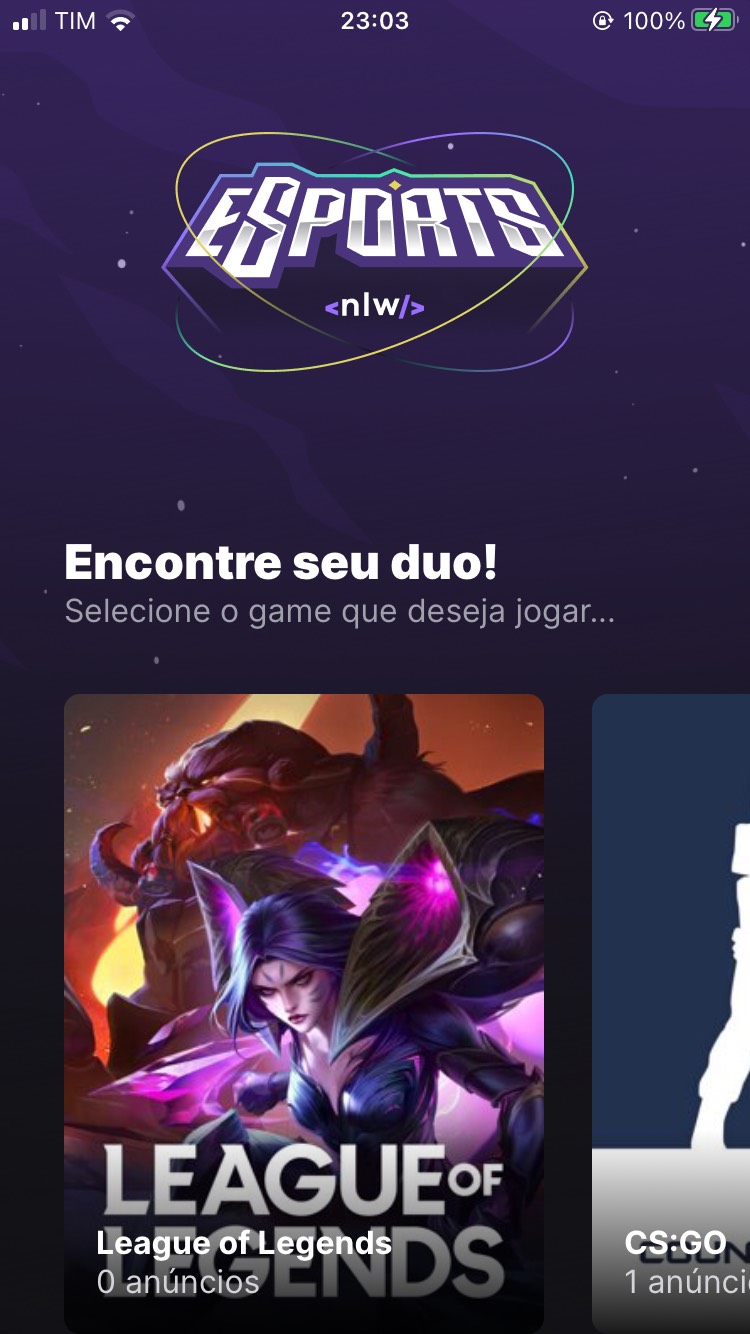 TIM 23:03 100%
ESPORTS
<nlw/>
Encontre seu duo!
Selecione o game que deseja jogar...
LEAGUE OF
LEGENDS
League of Legends
0 anúncios
CS:GO
1 anúnci